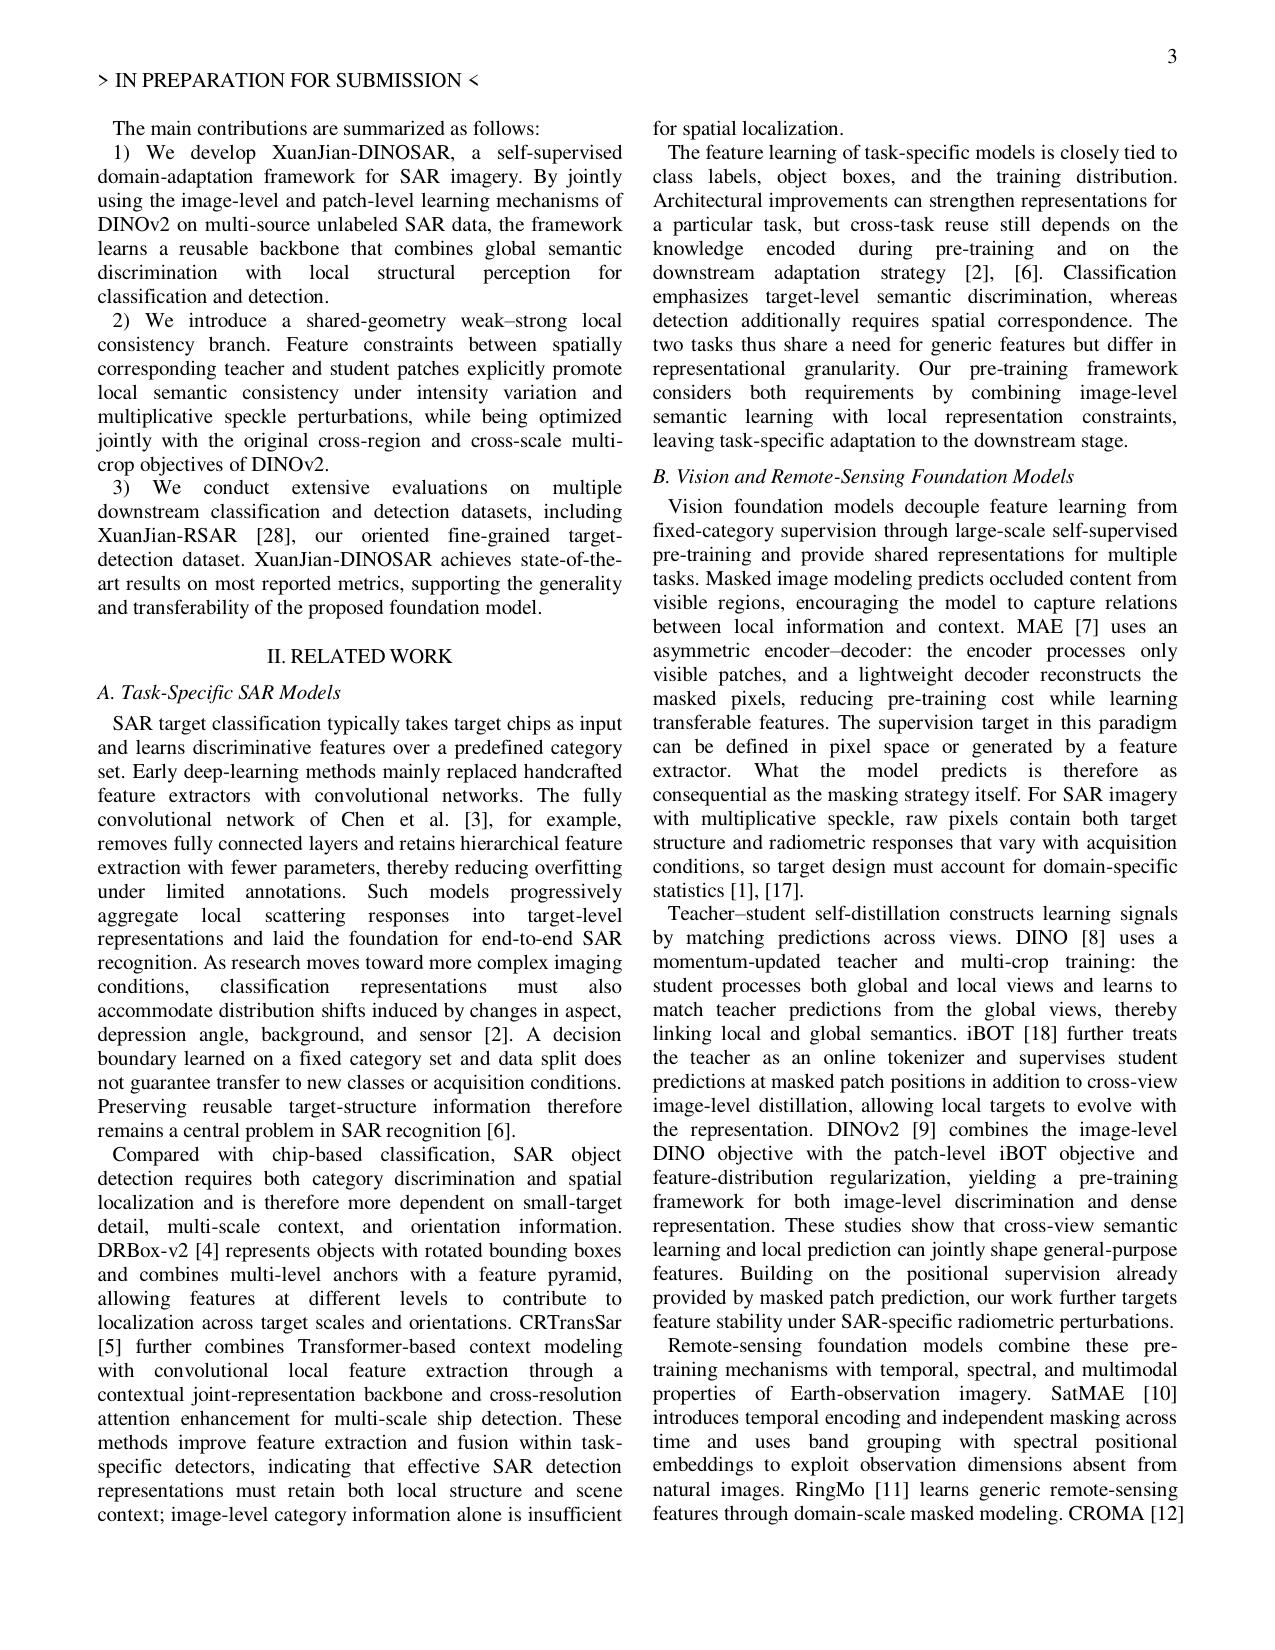 3
> IN PREPARATION FOR SUBMISSION <
The main contributions are summarized as follows:
1) We develop XuanJian-DINOSAR, a self-supervised
domain-adaptation framework for SAR imagery. By jointly
using the image-level and patch-level learning mechanisms of
DINOv2 on multi-source unlabeled SAR data, the framework
learns a reusable backbone that combines global semantic
discrimination with local structural perception for
classification and detection.
2) We introduce a shared-geometry weak–strong local
consistency branch. Feature constraints between spatially
corresponding teacher and student patches explicitly promote
local semantic consistency under intensity variation and
multiplicative speckle perturbations, while being optimized
jointly with the original cross-region and cross-scale multi-
crop objectives of DINOv2.
3) We conduct extensive evaluations on multiple
downstream classification and detection datasets, including
XuanJian-RSAR [28], our oriented fine-grained target-
detection dataset. XuanJian-DINOSAR achieves state-of-the-
art results on most reported metrics, supporting the generality
and transferability of the proposed foundation model.
II. RELATED WORK
A. Task-Specific SAR Models
SAR target classification typically takes target chips as input
and learns discriminative features over a predefined category
set. Early deep-learning methods mainly replaced handcrafted
feature extractors with convolutional networks. The fully
convolutional network of Chen et al. [3], for example,
removes fully connected layers and retains hierarchical feature
extraction with fewer parameters, thereby reducing overfitting
under limited annotations. Such models progressively
aggregate local scattering responses into target-level
representations and laid the foundation for end-to-end SAR
recognition. As research moves toward more complex imaging
conditions, classification representations must also
accommodate distribution shifts induced by changes in aspect,
depression angle, background, and sensor [2]. A decision
boundary learned on a fixed category set and data split does
not guarantee transfer to new classes or acquisition conditions.
Preserving reusable target-structure information therefore
remains a central problem in SAR recognition [6].
Compared with chip-based classification, SAR object
detection requires both category discrimination and spatial
localization and is therefore more dependent on small-target
detail, multi-scale context, and orientation information.
DRBox-v2 [4] represents objects with rotated bounding boxes
and combines multi-level anchors with a feature pyramid,
allowing features at different levels to contribute to
localization across target scales and orientations. CRTransSar
[5] further combines Transformer-based context modeling
with convolutional local feature extraction through a
contextual joint-representation backbone and cross-resolution
attention enhancement for multi-scale ship detection. These
methods improve feature extraction and fusion within task-
specific detectors, indicating that effective SAR detection
representations must retain both local structure and scene
context; image-level category information alone is insufficient
for spatial localization.
The feature learning of task-specific models is closely tied to
class labels, object boxes, and the training distribution.
Architectural improvements can strengthen representations for
a particular task, but cross-task reuse still depends on the
knowledge encoded during pre-training and on the
downstream adaptation strategy [2], [6]. Classification
emphasizes target-level semantic discrimination, whereas
detection additionally requires spatial correspondence. The
two tasks thus share a need for generic features but differ in
representational granularity. Our pre-training framework
considers both requirements by combining image-level
semantic learning with local representation constraints,
leaving task-specific adaptation to the downstream stage.
B. Vision and Remote-Sensing Foundation Models
Vision foundation models decouple feature learning from
fixed-category supervision through large-scale self-supervised
pre-training and provide shared representations for multiple
tasks. Masked image modeling predicts occluded content from
visible regions, encouraging the model to capture relations
between local information and context. MAE [7] uses an
asymmetric encoder–decoder: the encoder processes only
visible patches, and a lightweight decoder reconstructs the
masked pixels, reducing pre-training cost while learning
transferable features. The supervision target in this paradigm
can be defined in pixel space or generated by a feature
extractor. What the model predicts is therefore as
consequential as the masking strategy itself. For SAR imagery
with multiplicative speckle, raw pixels contain both target
structure and radiometric responses that vary with acquisition
conditions, so target design must account for domain-specific
statistics [1], [17].
Teacher–student self-distillation constructs learning signals
by matching predictions across views. DINO [8] uses a
momentum-updated teacher and multi-crop training: the
student processes both global and local views and learns to
match teacher predictions from the global views, thereby
linking local and global semantics. iBOT [18] further treats
the teacher as an online tokenizer and supervises student
predictions at masked patch positions in addition to cross-view
image-level distillation, allowing local targets to evolve with
the representation. DINOv2 [9] combines the image-level
DINO objective with the patch-level iBOT objective and
feature-distribution regularization, yielding a pre-training
framework for both image-level discrimination and dense
representation. These studies show that cross-view semantic
learning and local prediction can jointly shape general-purpose
features. Building on the positional supervision already
provided by masked patch prediction, our work further targets
feature stability under SAR-specific radiometric perturbations.
Remote-sensing foundation models combine these pre-
training mechanisms with temporal, spectral, and multimodal
properties of Earth-observation imagery. SatMAE [10]
introduces temporal encoding and independent masking across
time and uses band grouping with spectral positional
embeddings to exploit observation dimensions absent from
natural images. RingMo [11] learns generic remote-sensing
features through domain-scale masked modeling. CROMA [12]